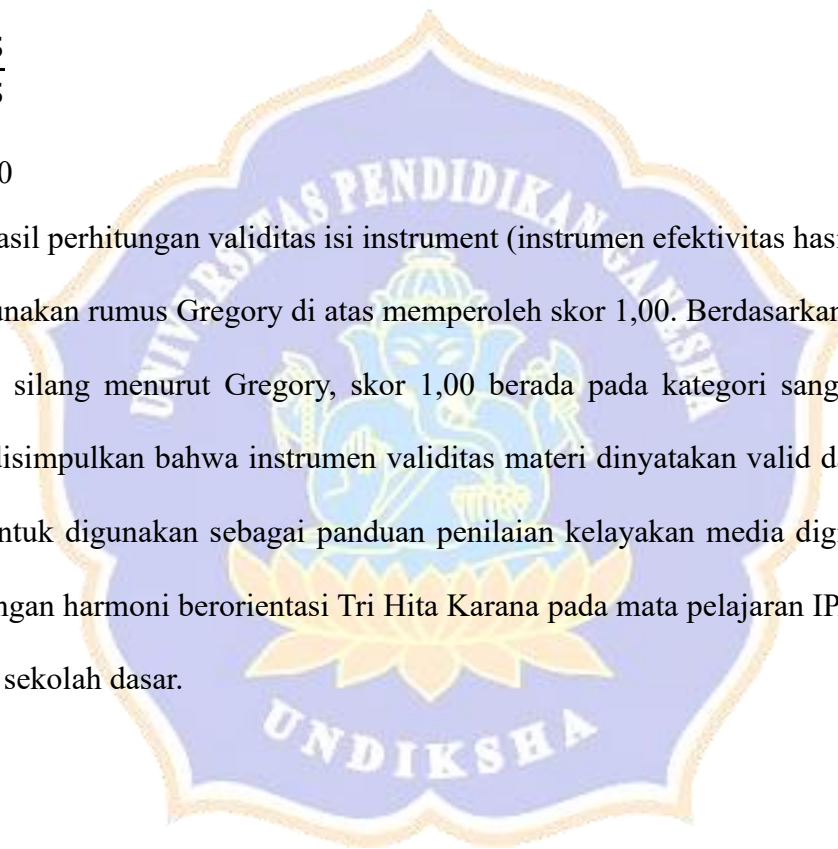 5
5
0
asil perhitungan validitas isi instrument (instrumen efektivitas has
unakan rumus Gregory di atas memperoleh skor 1,00. Berdasarkan
silang menurut Gregory, skor 1,00 berada pada kategori sang
disimpulkan bahwa instrumen validitas materi dinyatakan valid d
ntuk digunakan sebagai panduan penilaian kelayakan media dig
ngan harmoni berorientasi Tri Hita Karana pada mata pelajaran IP
sekolah dasar.
UNIVERSITAS PENDIDIKAN GANESHA
UNDIKSHA